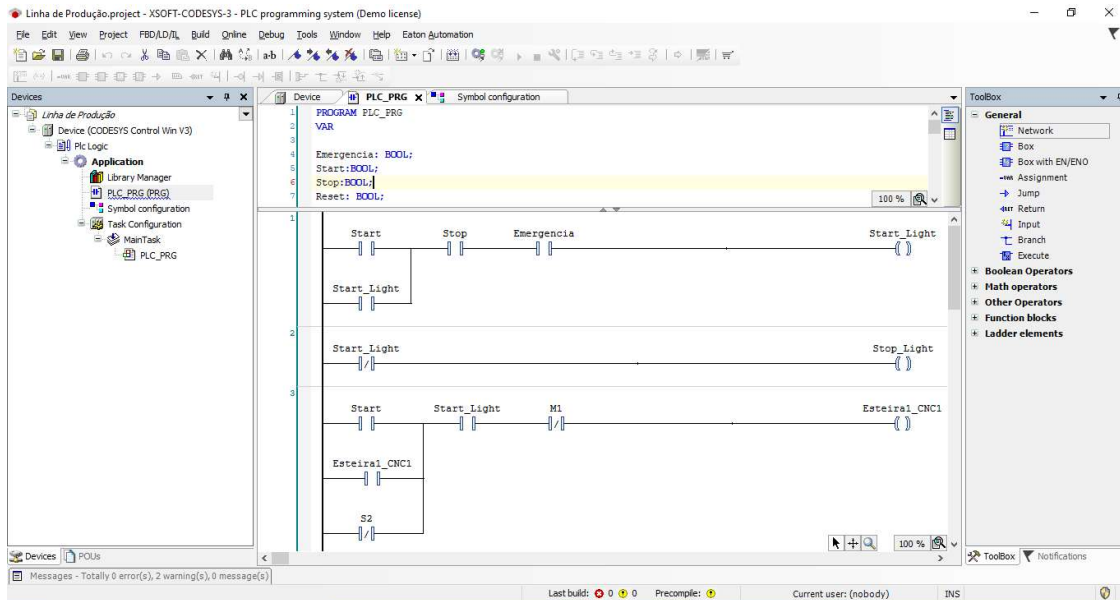 Linha de Produção.project - XSOFT-CODESYS-3 - PLC programming system (Demo license)
File Edit View Project FBD/LD/IL Build Online Debug Tools Window Help Eaton Automation
Devices
Linha de Produção
Device (CODESYS Control Win V3)
Plc Logic
Application
Library Manager
PLC_PRG (PRG)
Symbol configuration
Task Configuration
MainTask
PLC_PRG
Devices POUs
Device PLC_PRG Symbol configuration
1 PROGRAM PLC_PRG
2 VAR
3
4 Emergencia: BOOL;
5 Start:BOOL;
6 Stop:BOOL;
7 Reset: BOOL;
100 %
1
Start Stop Emergencia Start_Light
Start_Light
2
Start_Light Stop_Light
3
Start Start_Light M1 Esteira1_CNC1
Esteira1_CNC1
S2
100 %
ToolBox
General
Network
Box
Box with EN/ENO
Assignment
Jump
Return
Input
Branch
Execute
Boolean Operators
Math operators
Other Operators
Function blocks
Ladder elements
ToolBox Notifications
Messages - Totally 0 error(s), 2 warning(s), 0 message(s)
Last build: 0 0 Precompile: Current user: (nobody) INS